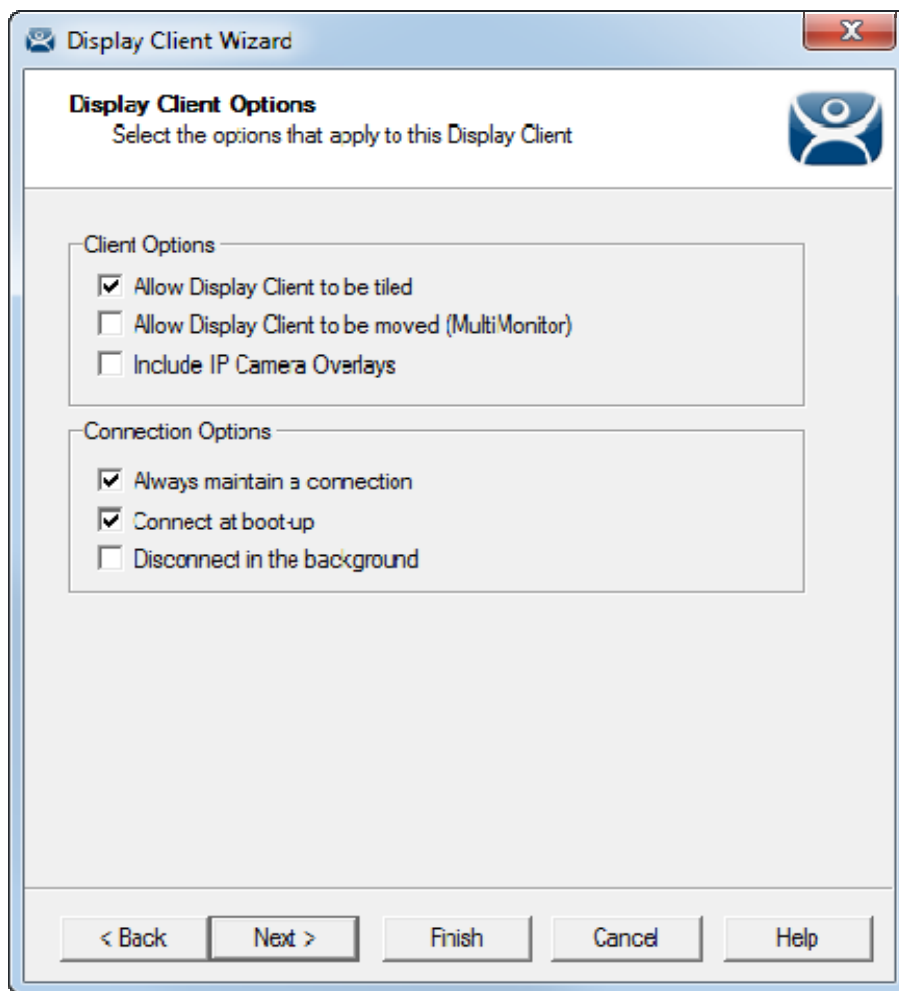 Display Client Wizard
X
Display Client Options
Select the options that apply to this Display Client
Client Options
Allow Display Client to be tiled
Allow Display Client to be moved (MultiMonitor)
Include IP Camera Overlays
Connection Options
Always maintain a connection
Connect at boot-up
Disconnect in the background
< Back Next > Finish Cancel Help